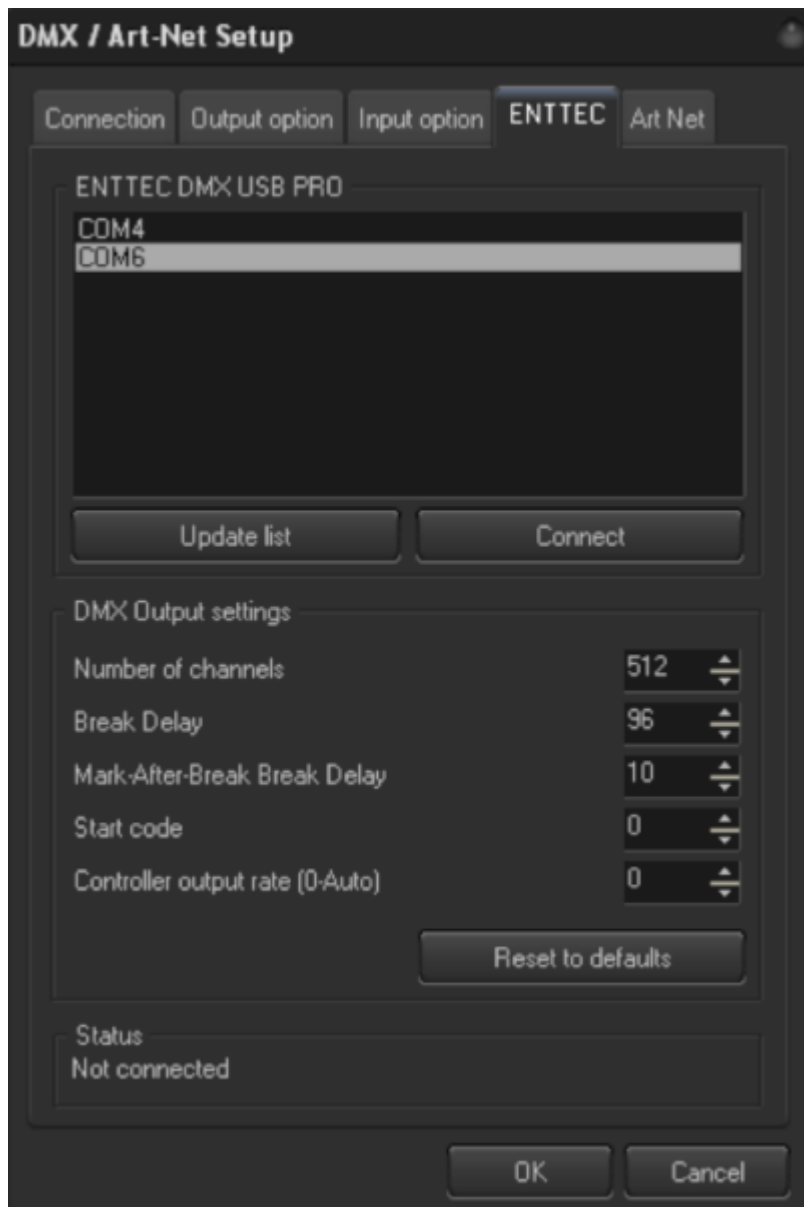 DMX / Art-Net Setup
Connection Output option Input option ENTTEC Art Net
ENTTEC DMX USB PRO
COM4
COM6
Update list Connect
DMX Output settings
Number of channels 512
Break Delay 96
Mark-After-Break Break Delay 10
Start code 0
Controller output rate (0-Auto) 0
Reset to defaults
Status
Not connected
OK Cancel